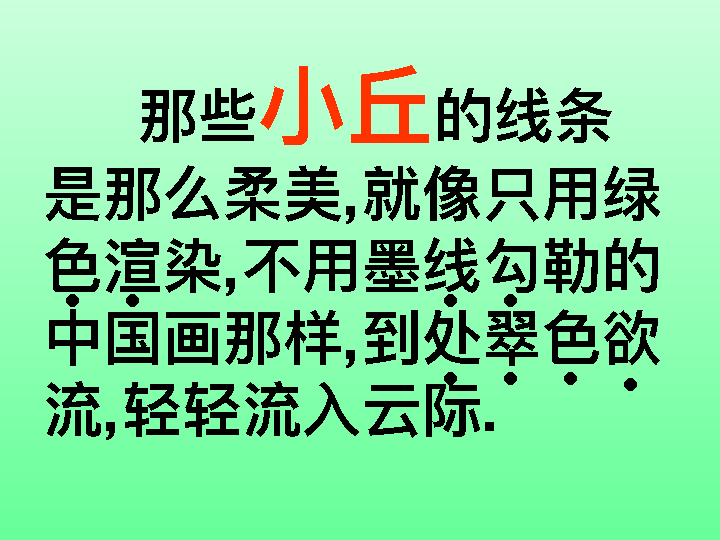 那些小丘的线条
是那么柔美,就像只用绿
色渲染,不用墨线勾勒的
中国画那样,到处翠色欲
流,轻轻流入云际.